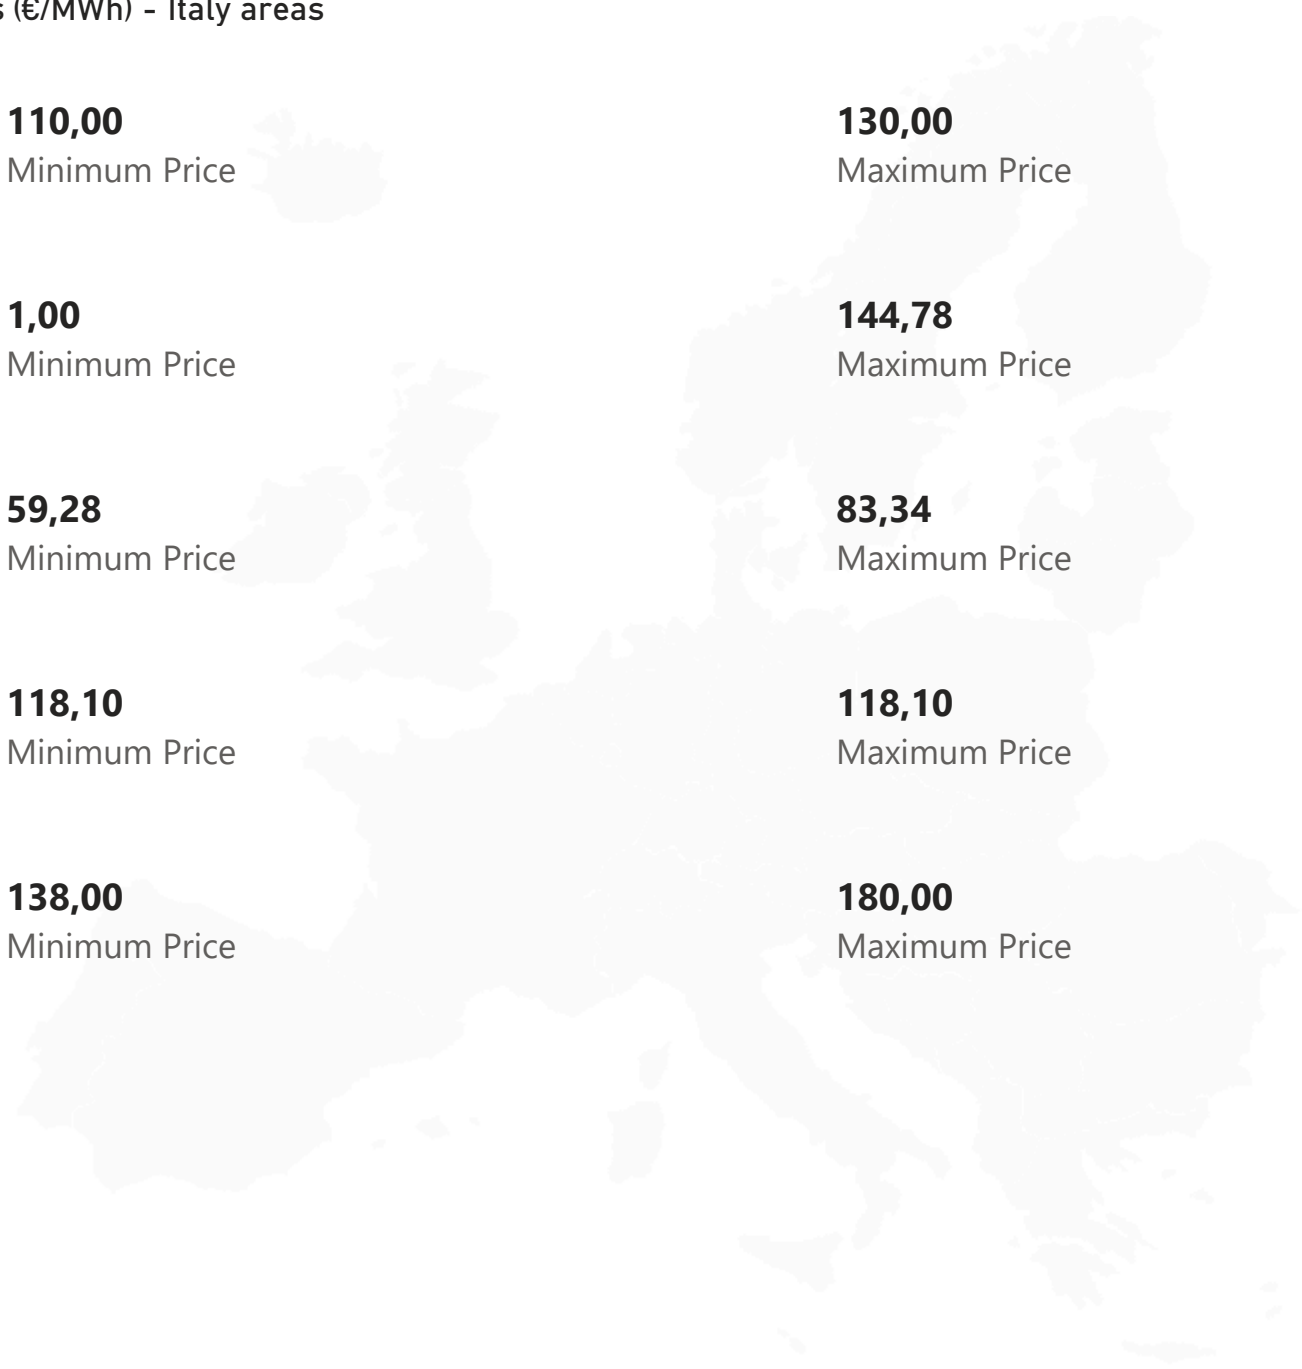 s (€/MWh) - Italy areas
110,00 130,00
Minimum Price Maximum Price
1,00 144,78
Minimum Price Maximum Price
59,28 83,34
Minimum Price Maximum Price
118,10 118,10
Minimum Price Maximum Price
138,00 180,00
Minimum Price Maximum Price